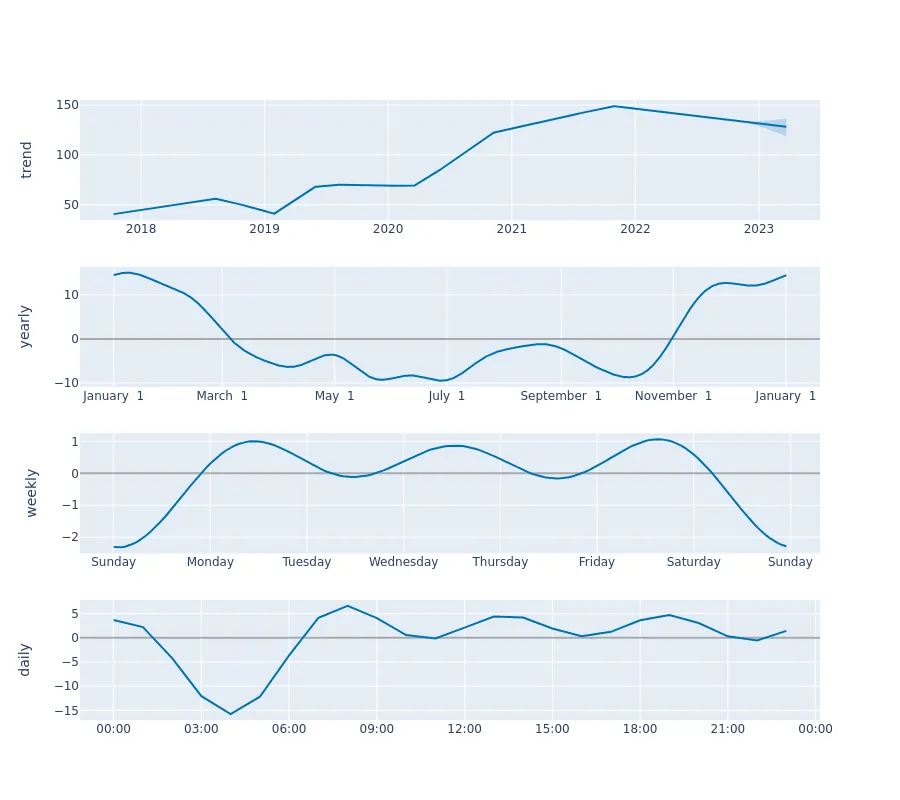 trend
150
100
50
2018 2019 2020 2021 2022 2023
yearly
10
0
−10
January 1 March 1 May 1 July 1 September 1 November 1 January 1
weekly
1
0
−1
−2
Sunday Monday Tuesday Wednesday Thursday Friday Saturday Sunday
daily
5
0
−5
−10
−15
00:00 03:00 06:00 09:00 12:00 15:00 18:00 21:00 00:00